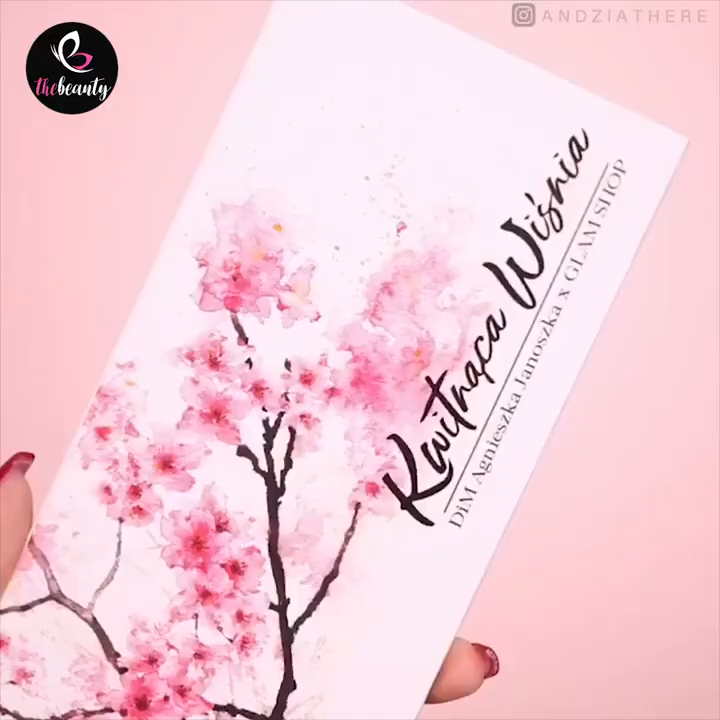 ANDZIATHERE
thebeauty
Kwitnąca Wiśnia
DiM Agnieszka Janoszka x GLAM SHOP